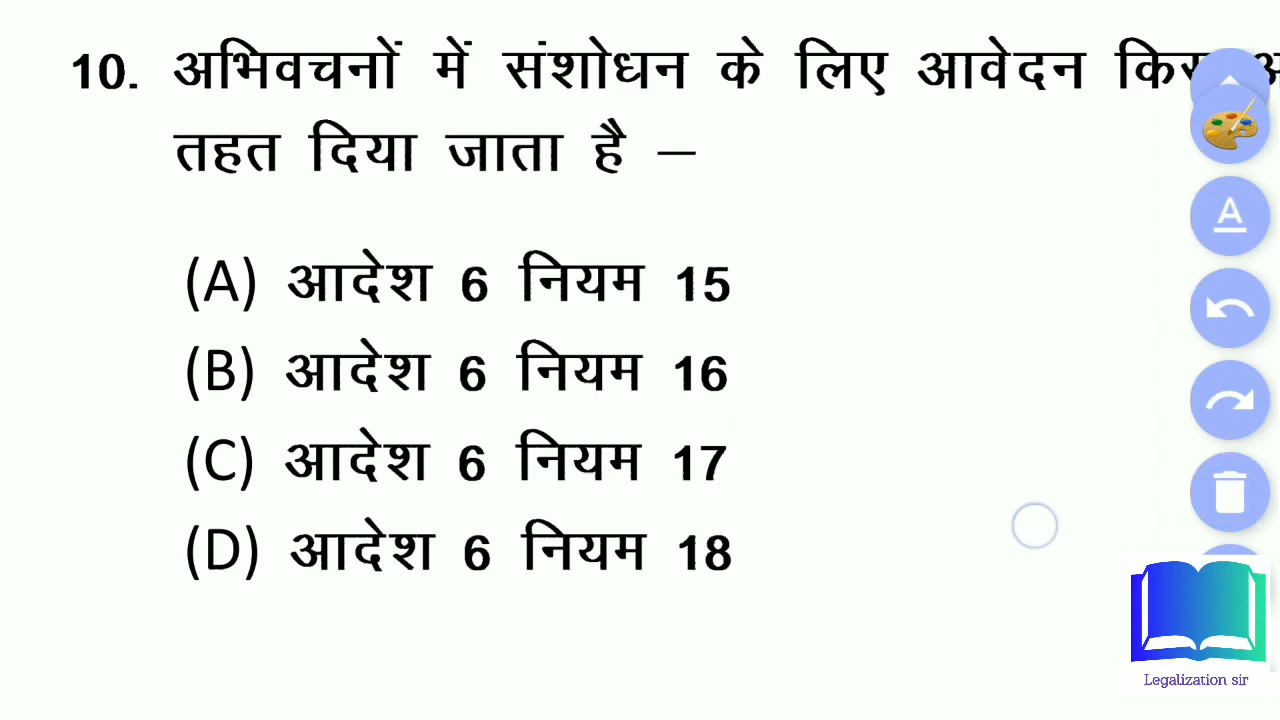 10. अभिवचनों में संशोधन के लिए आवेदन
तहत दिया जाता है –
(A) आदेश 6 नियम 15
(B) आदेश 6 नियम 16
(C) आदेश 6 नियम 17
(D) आदेश 6 नियम 18
A
Legalization sir